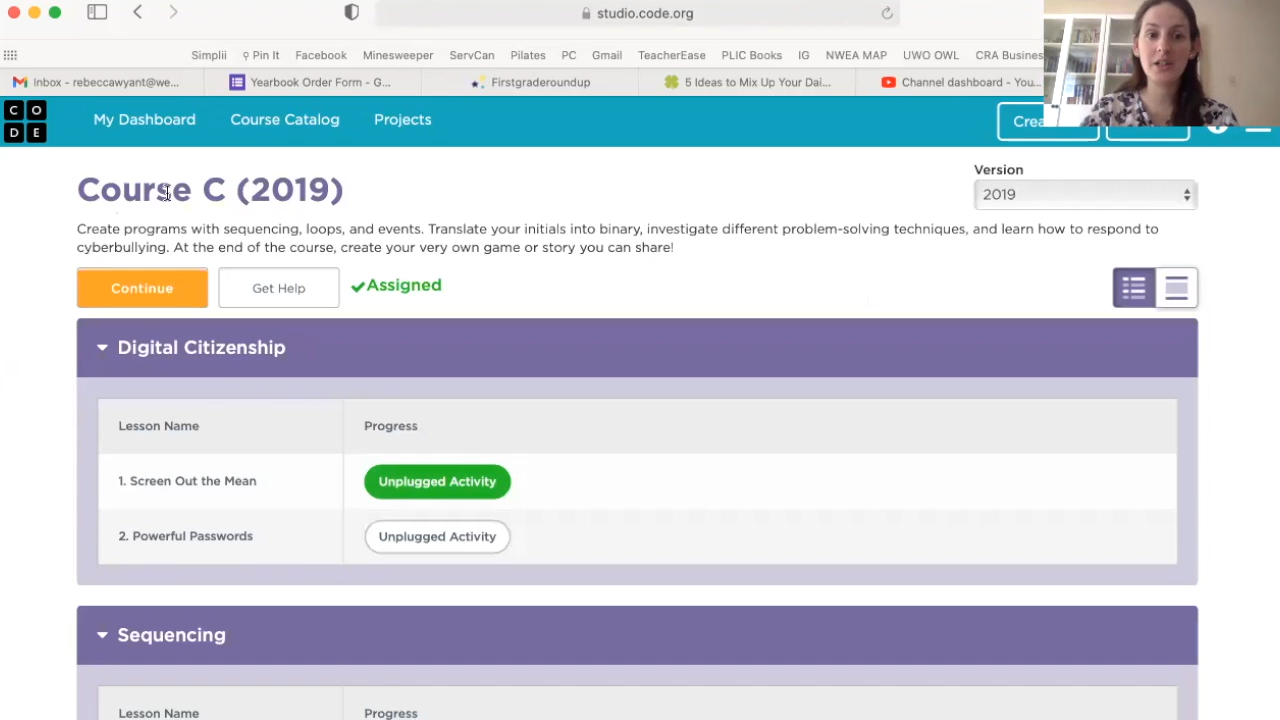 studio.code.org
Simplii Pin It Facebook Minesweeper ServCan Pilates PC Gmail TeacherEase PLIC Books IG NWEA MAP UWO OWL CRA Busines
Inbox - rebeccawyant@we... Yearbook Order Form - G... Firstgraderoundup 5 Ideas to Mix Up Your Dai... Channel dashboard - You...
C O
D E
My Dashboard Course Catalog Projects
Course C (2019)
Version
2019
Create programs with sequencing, loops, and events. Translate your initials into binary, investigate different problem-solving techniques, and learn how to respond to
cyberbullying. At the end of the course, create your very own game or story you can share!
Continue Get Help Assigned
Digital Citizenship
Lesson Name Progress
1. Screen Out the Mean Unplugged Activity
2. Powerful Passwords Unplugged Activity
Sequencing
Lesson Name Progress